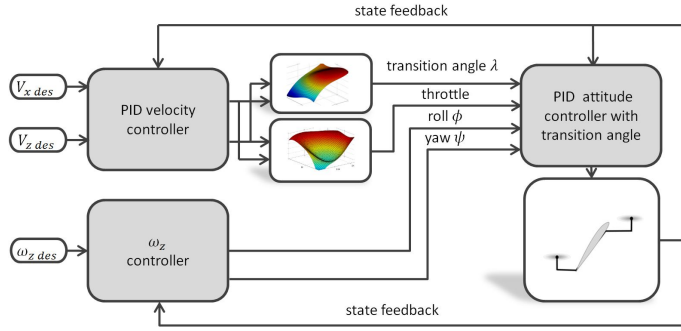 state feedback
V_x des
V_z des
PID velocity
controller
transition angle λ
throttle
roll ϕ
yaw ψ
PID attitude
controller with
transition angle
ω_z des
ω_z
controller
state feedback